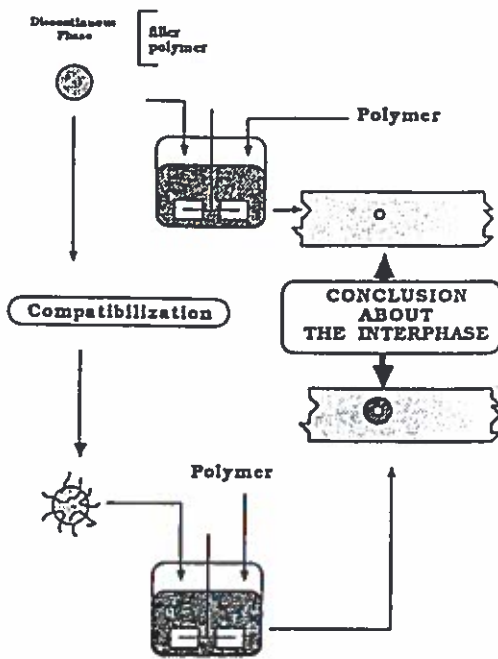 Discontinuous
Phase
filler
polymer
Polymer
Compatibilization
CONCLUSION
ABOUT
THE INTERPHASE
Polymer